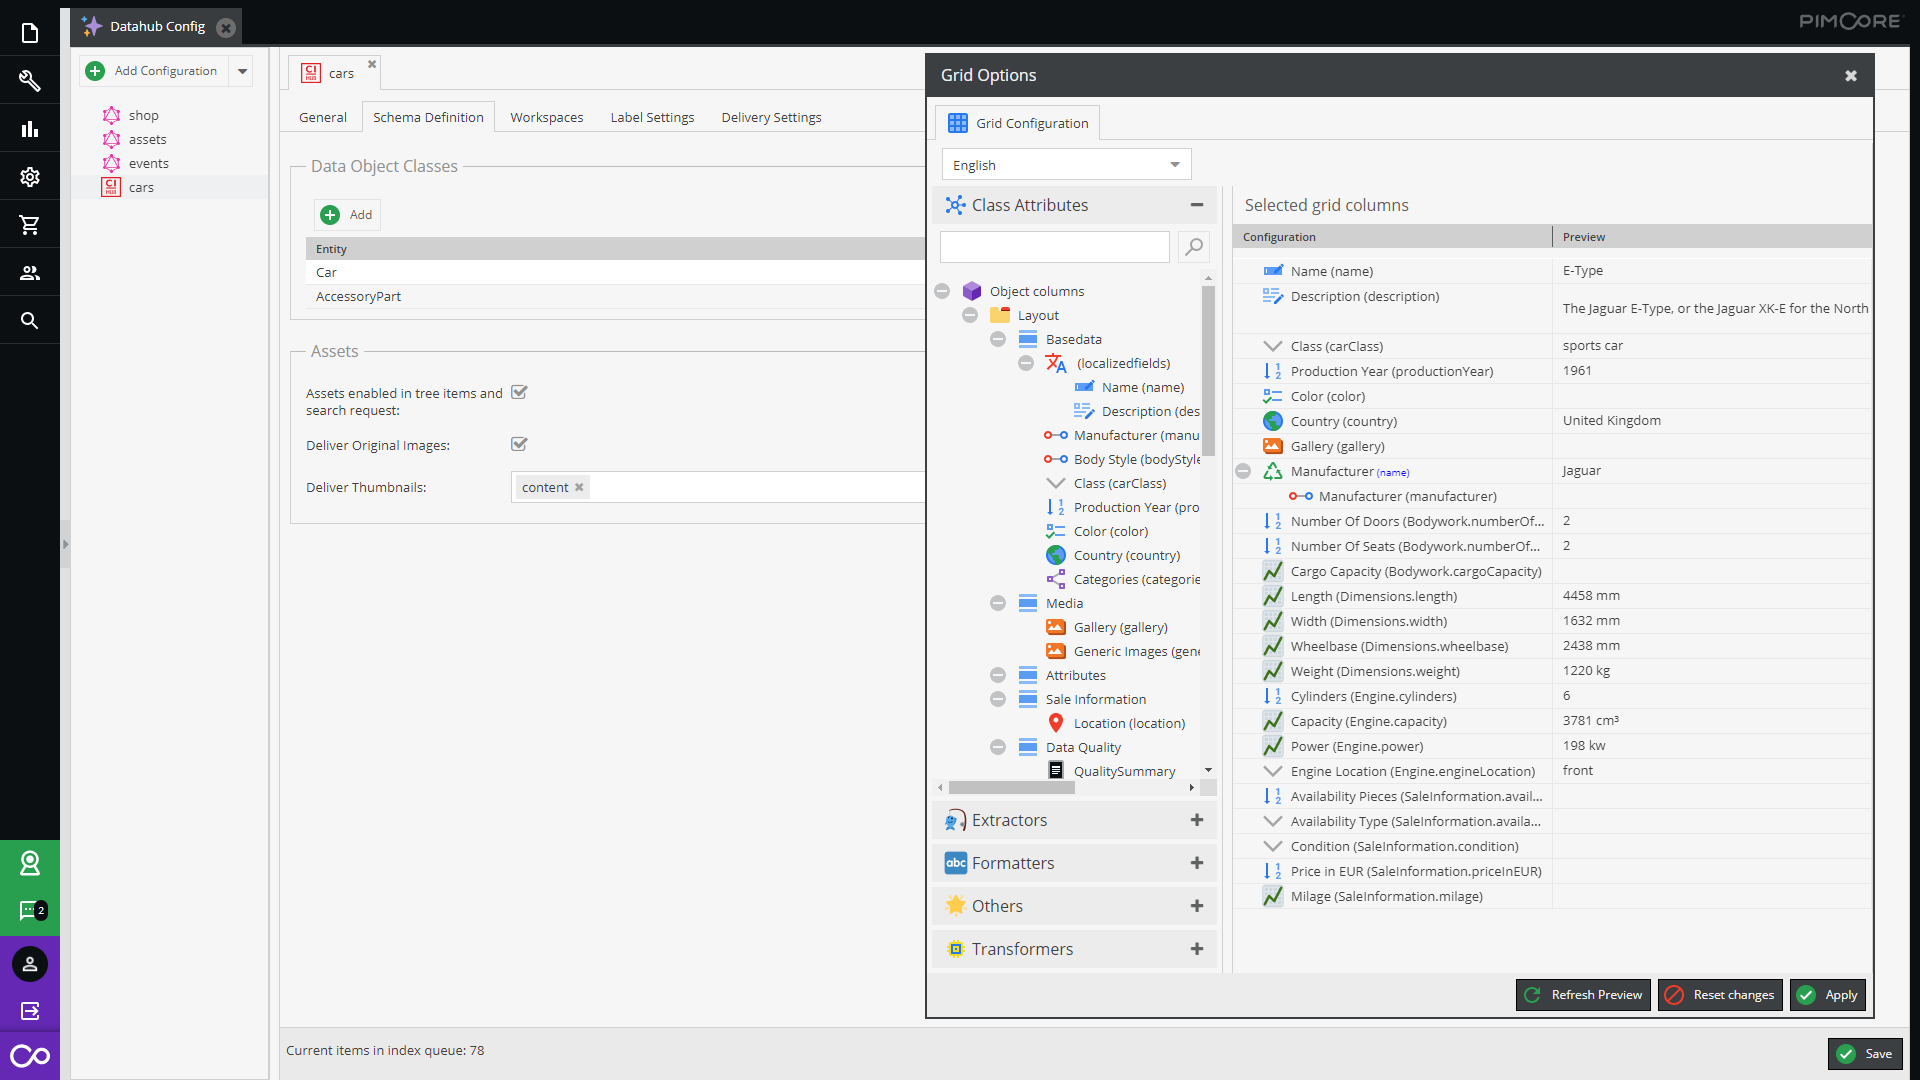 Datahub Config
PIMCORE
Add Configuration
shop
assets
events
CI HUB cars
CI HUB cars
General
Schema Definition
Workspaces
Label Settings
Delivery Settings
Data Object Classes
Add
Entity
Car
AccessoryPart
Assets
Assets enabled in tree items and
search request:
Deliver Original Images:
Deliver Thumbnails:
content
Current items in index queue: 78
2
Grid Options
Grid Configuration
English
Class Attributes
Object columns
Layout
Basedata
(localizedfields)
Name (name)
Description (des
Manufacturer (manu
Body Style (bodyStyle
Class (carClass)
Production Year (pro
Color (color)
Country (country)
Categories (categorie
Media
Gallery (gallery)
Generic Images (gene
Attributes
Sale Information
Location (location)
Data Quality
QualitySummary
Extractors
abc Formatters
Others
Transformers
Selected grid columns
Configuration Preview
Name (name) E-Type
Description (description) The Jaguar E-Type, or the Jaguar XK-E for the North
Class (carClass) sports car
Production Year (productionYear) 1961
Color (color)
Country (country) United Kingdom
Gallery (gallery)
Manufacturer (name) Jaguar
Manufacturer (manufacturer)
Number Of Doors (Bodywork.numberOf... 2
Number Of Seats (Bodywork.numberOf... 2
Cargo Capacity (Bodywork.cargoCapacity)
Length (Dimensions.length) 4458 mm
Width (Dimensions.width) 1632 mm
Wheelbase (Dimensions.wheelbase) 2438 mm
Weight (Dimensions.weight) 1220 kg
Cylinders (Engine.cylinders) 6
Capacity (Engine.capacity) 3781 cm³
Power (Engine.power) 198 kw
Engine Location (Engine.engineLocation) front
Availability Pieces (SaleInformation.avail...
Availability Type (SaleInformation.availa...
Condition (SaleInformation.condition)
Price in EUR (SaleInformation.priceInEUR)
Milage (SaleInformation.milage)
Refresh Preview
Reset changes
Apply
Save